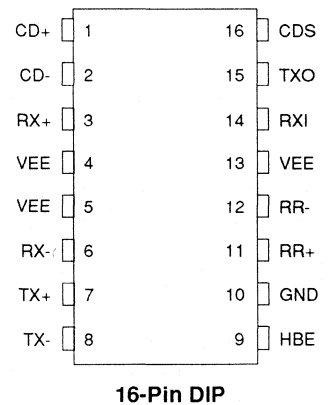 CD+ 1 16 CDS
CD- 2 15 TXO
RX+ 3 14 RXI
VEE 4 13 VEE
VEE 5 12 RR-
RX- 6 11 RR+
TX+ 7 10 GND
TX- 8 9 HBE
16-Pin DIP